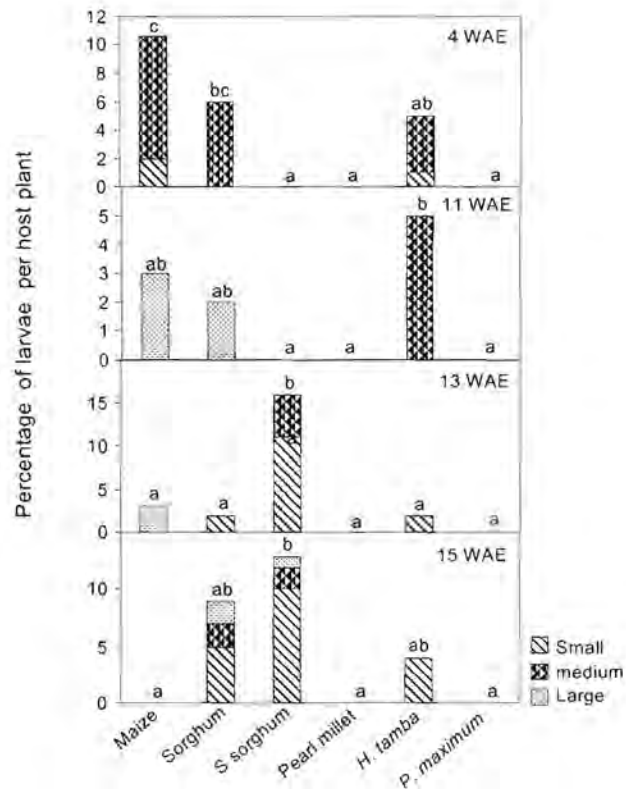 Percentage of larvae per host plant
12
10
8
6
4
2
0
4 WAE
c
bc
a
a
ab
a
5
4
3
2
1
0
11 WAE
ab
ab
a
a
b
a
15
10
5
0
13 WAE
a
a
b
a
a
a
10
5
0
15 WAE
a
ab
b
a
ab
a
Maize
Sorghum
S sorghum
Pearl millet
H. tamba
P. maximum
Small
medium
Large